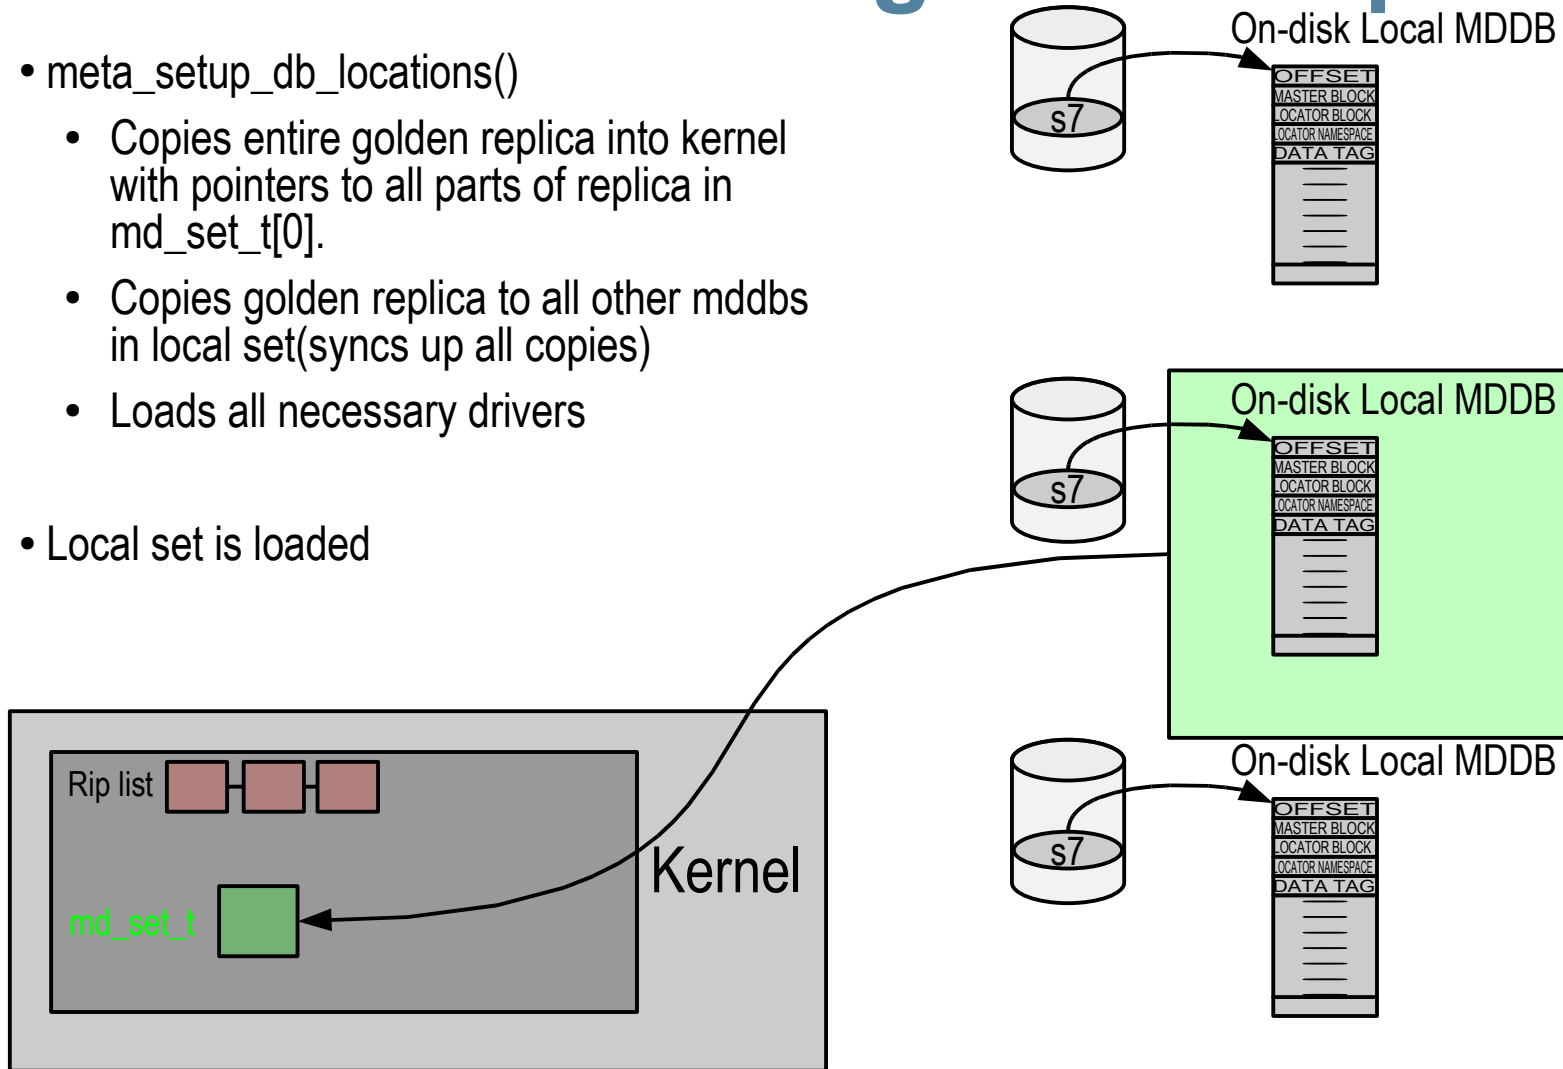 • meta_setup_db_locations()
• Copies entire golden replica into kernel
with pointers to all parts of replica in
md_set_t[0].
• Copies golden replica to all other mddbs
in local set(syncs up all copies)
• Loads all necessary drivers
• Local set is loaded
On-disk Local MDDB
s7
OFFSET
MASTER BLOCK
LOCATOR BLOCK
LOCATOR NAMESPACE
DATA TAG
On-disk Local MDDB
s7
OFFSET
MASTER BLOCK
LOCATOR BLOCK
LOCATOR NAMESPACE
DATA TAG
On-disk Local MDDB
s7
OFFSET
MASTER BLOCK
LOCATOR BLOCK
LOCATOR NAMESPACE
DATA TAG
Rip list
Kernel
md_set_t